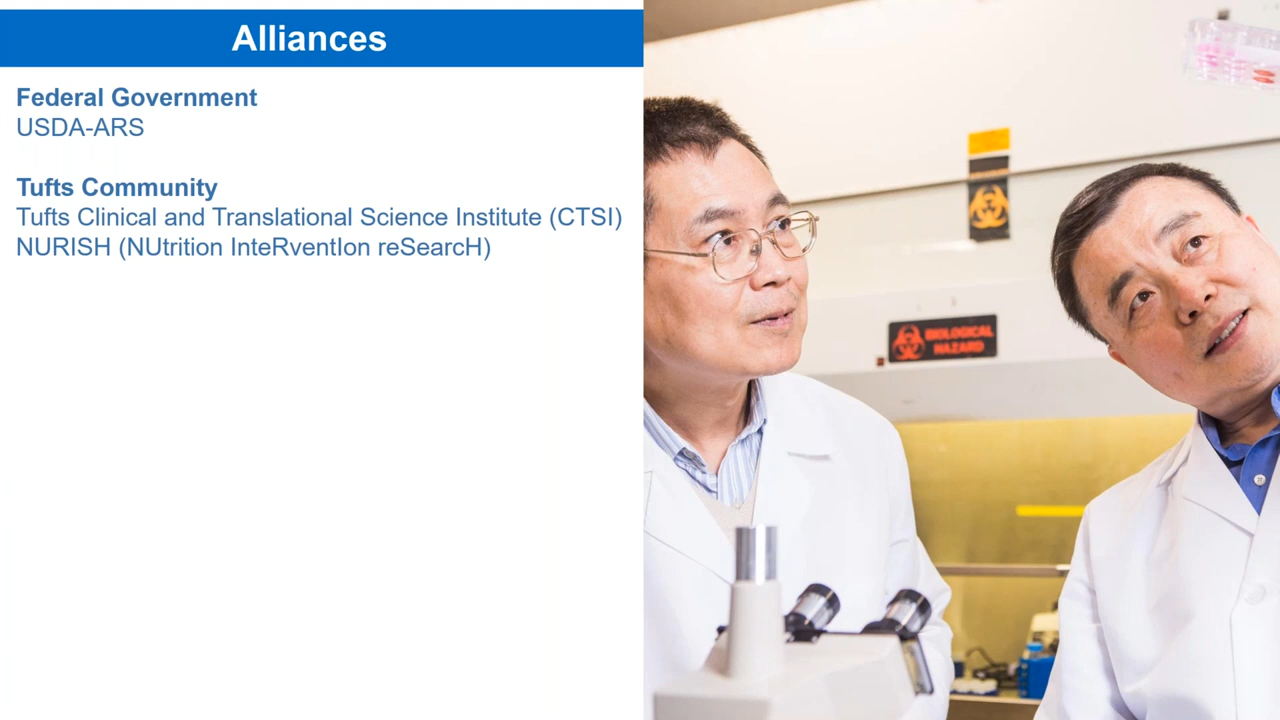 Alliances
Federal Government
USDA-ARS
Tufts Community
Tufts Clinical and Translational Science Institute (CTSI)
NURISH (NUtrition InteRventIon reSearcH)
BIOLOGICAL
HAZARD